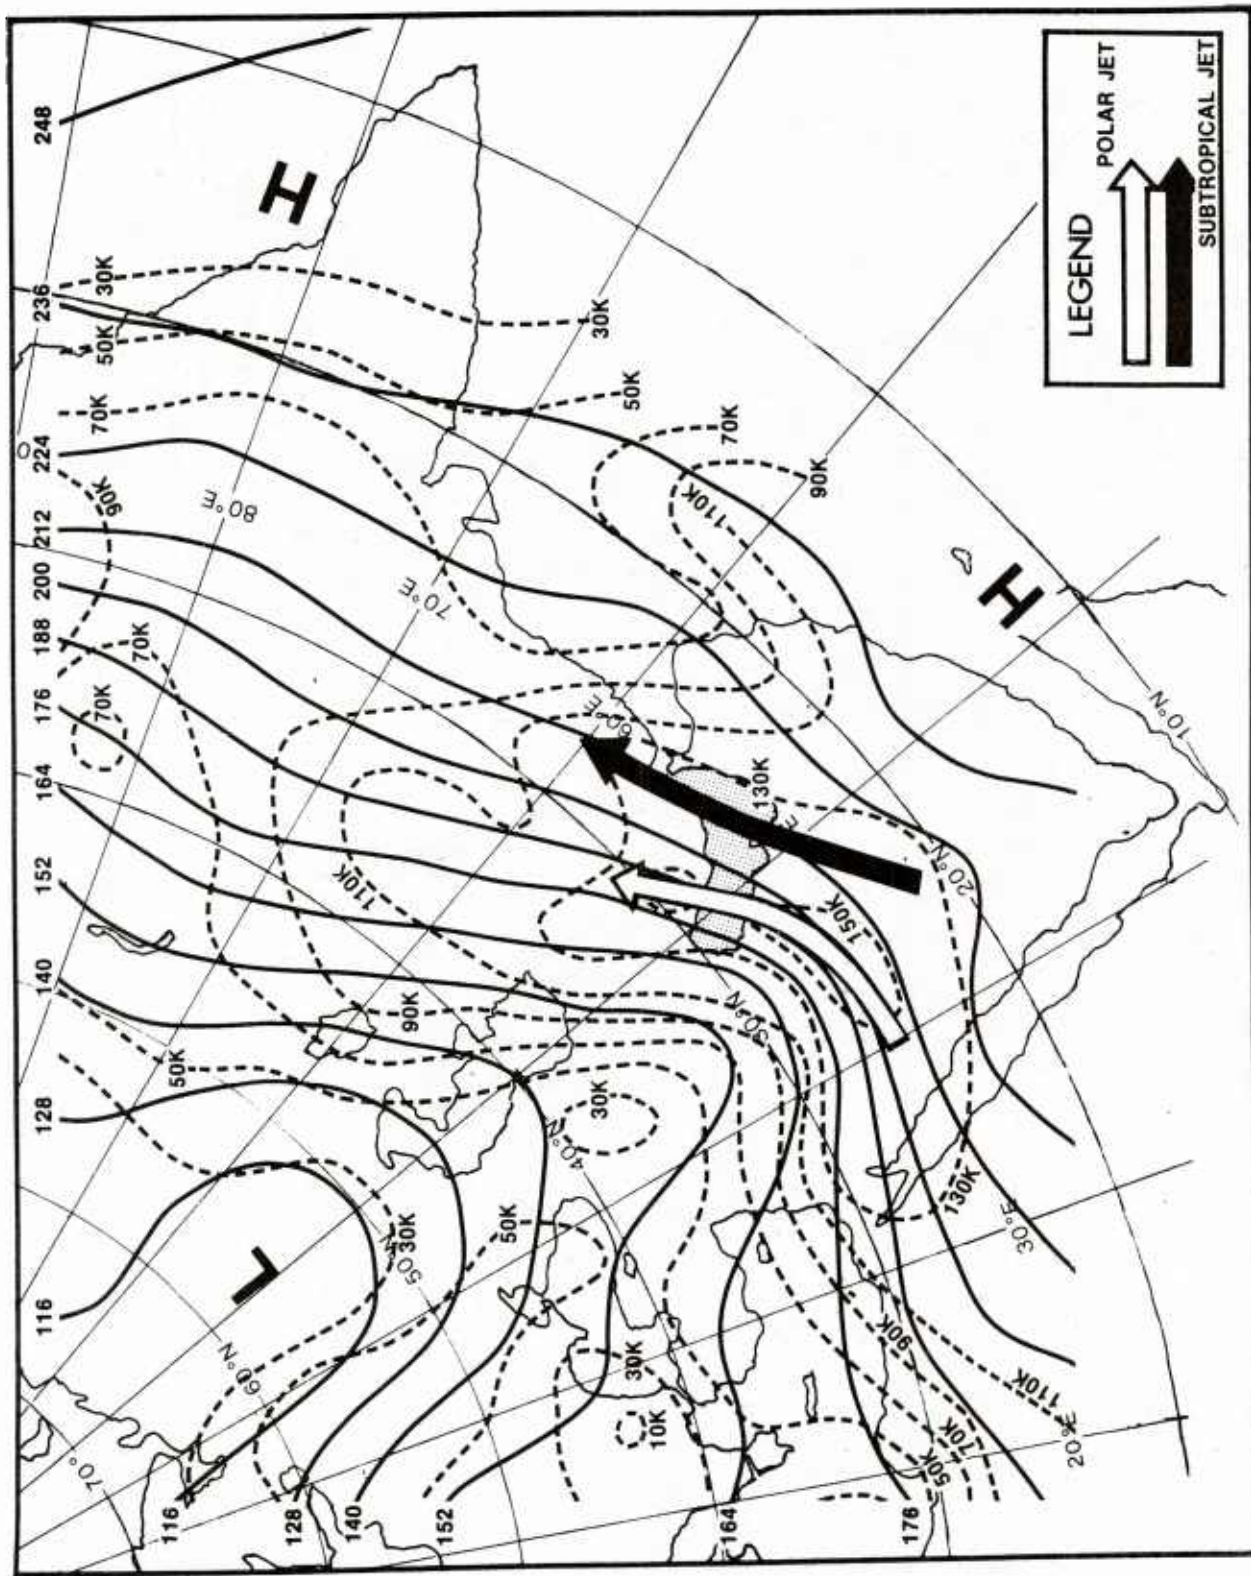 LEGEND
POLAR JET
SUBTROPICAL JET
116
128
140
152
164
176
188
200
212
224
236
248
116
128
140
152
164
176
H
H
L
30K
50K
70K
90K
70K
70K
50K
90K
110K
30K
50K
70K
90K
110K
130K
150K
130K
30K
50K
30K
30K
10K
90K
110K
70K
50K
80°E
70°E
60°E
E
30°E
20°E
70°
60°N
50°N
40°N
30°N
20°N
10°N